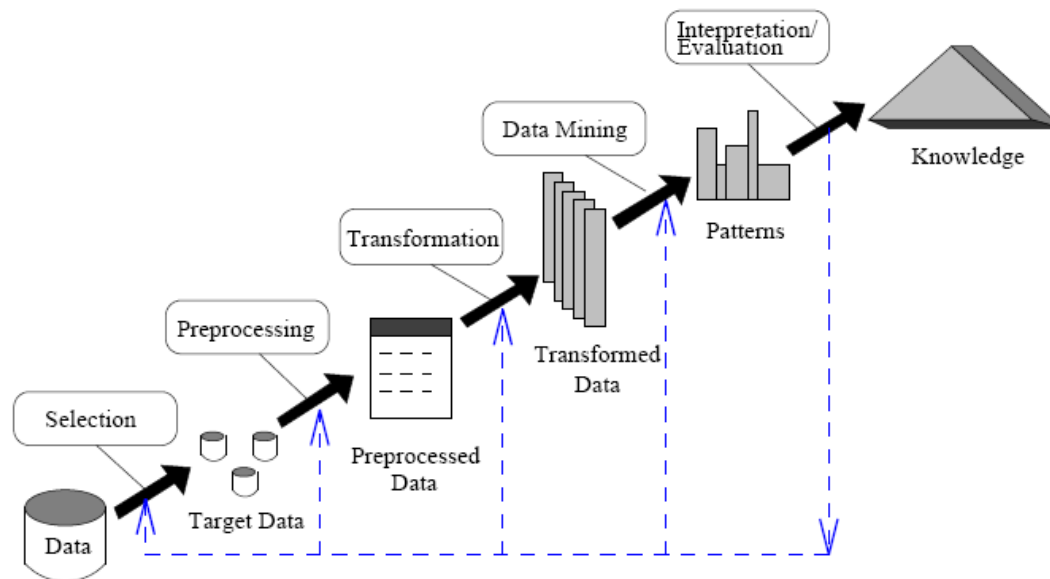 Interpretation/
Evaluation
Knowledge
Data Mining
Patterns
Transformation
Transformed
Data
Preprocessing
Preprocessed
Data
Selection
Target Data
Data